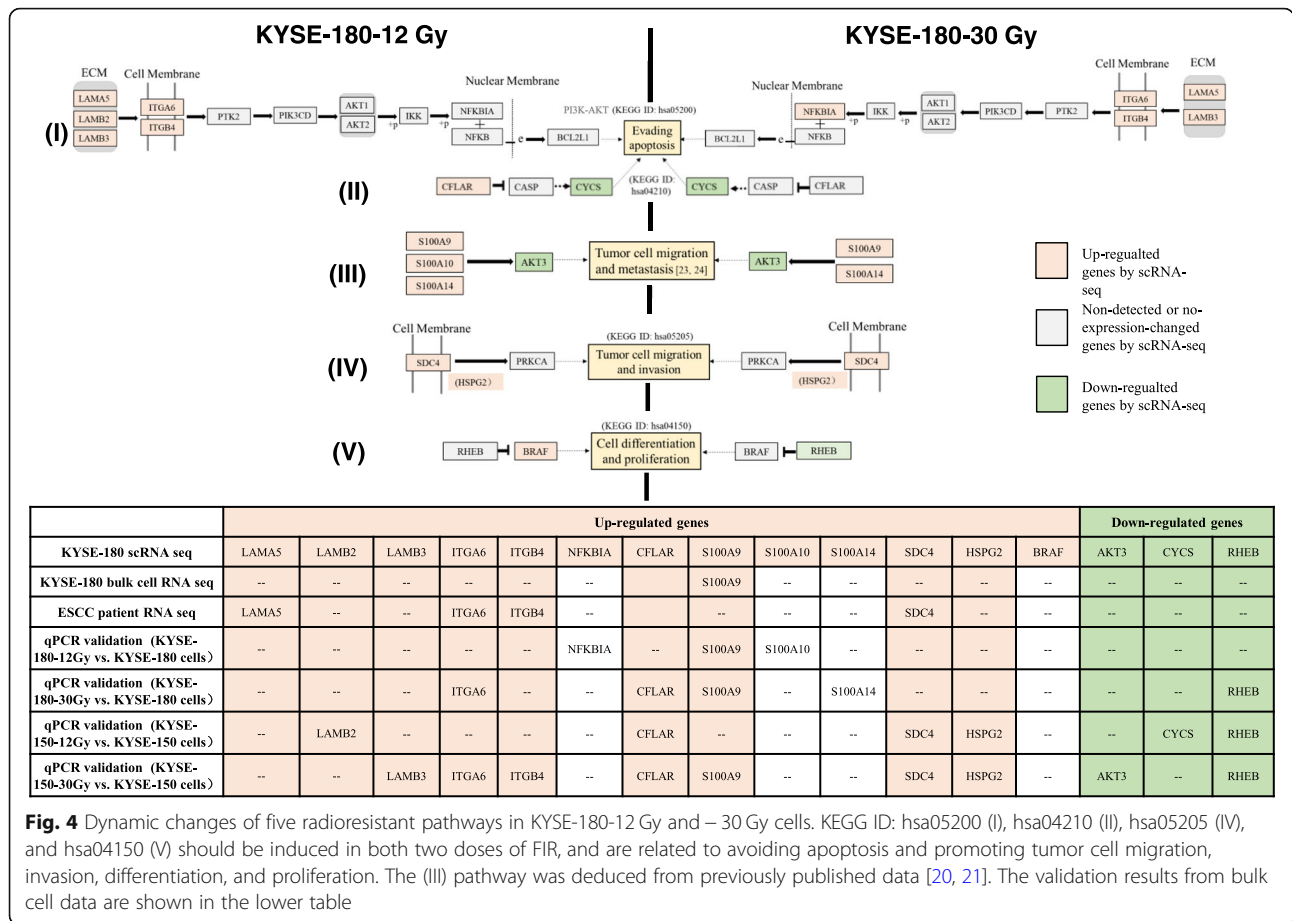 KYSE-180-12 Gy
KYSE-180-30 Gy
ECM
Cell Membrane
Nuclear Membrane
Nuclear Membrane
Cell Membrane
ECM
(I)
LAMA5
LAMB2
LAMB3
ITGA6
ITGB4
PTK2
PIK3CD
AKT1
AKT2
+p
IKK
+p
NFKBIA
+
NFKB
e
BCL2L1
PI3K-AKT (KEGG ID: hsa05200)
Evading
apoptosis
BCL2L1
e
NFKBIA
+
NFKB
+p
IKK
+p
AKT1
AKT2
PIK3CD
PTK2
ITGA6
ITGB4
LAMA5
LAMB3
(II)
CFLAR
CASP
CYCS
(KEGG ID:
hsa04210)
CYCS
CASP
CFLAR
(III)
S100A9
S100A10
S100A14
AKT3
Tumor cell migration
and metastasis [23, 24]
AKT3
S100A9
S100A14
(IV)
Cell Membrane
SDC4
(HSPG2)
PRKCA
(KEGG ID: hsa05205)
Tumor cell migration
and invasion
PRKCA
Cell Membrane
SDC4
(HSPG2)
(V)
RHEB
BRAF
(KEGG ID: hsa04150)
Cell differentiation
and proliferation
BRAF
RHEB
Up-regualted
genes by scRNA-
seq
Non-detected or no-
expression-changed
genes by scRNA-seq
Down-regualted
genes by scRNA-seq
Up-regulated genes Down-regulated genes
KYSE-180 scRNA seq LAMA5 LAMB2 LAMB3 ITGA6 ITGB4 NFKBIA CFLAR S100A9 S100A10 S100A14 SDC4 HSPG2 BRAF AKT3 CYCS RHEB
KYSE-180 bulk cell RNA seq -- -- -- -- -- -- S100A9 -- -- -- -- -- -- -- --
ESCC patient RNA seq LAMA5 -- -- ITGA6 ITGB4 -- -- -- -- -- SDC4 -- -- -- -- --
qPCR validation (KYSE-
180-12Gy vs. KYSE-180 cells) -- -- -- -- -- NFKBIA -- S100A9 S100A10 -- -- -- -- -- -- --
qPCR validation (KYSE-
180-30Gy vs. KYSE-180 cells) -- -- -- ITGA6 -- -- CFLAR S100A9 -- S100A14 -- -- -- -- -- RHEB
qPCR validation (KYSE-
150-12Gy vs. KYSE-150 cells) -- LAMB2 -- -- -- -- CFLAR -- -- -- SDC4 HSPG2 -- -- CYCS RHEB
qPCR validation (KYSE-
150-30Gy vs. KYSE-150 cells) -- -- LAMB3 ITGA6 ITGB4 -- CFLAR S100A9 -- -- SDC4 HSPG2 -- AKT3 -- RHEB
Fig. 4 Dynamic changes of five radioresistant pathways in KYSE-180-12 Gy and − 30 Gy cells. KEGG ID: hsa05200 (I), hsa04210 (II), hsa05205 (IV),
and hsa04150 (V) should be induced in both two doses of FIR, and are related to avoiding apoptosis and promoting tumor cell migration,
invasion, differentiation, and proliferation. The (III) pathway was deduced from previously published data [20, 21]. The validation results from bulk
cell data are shown in the lower table